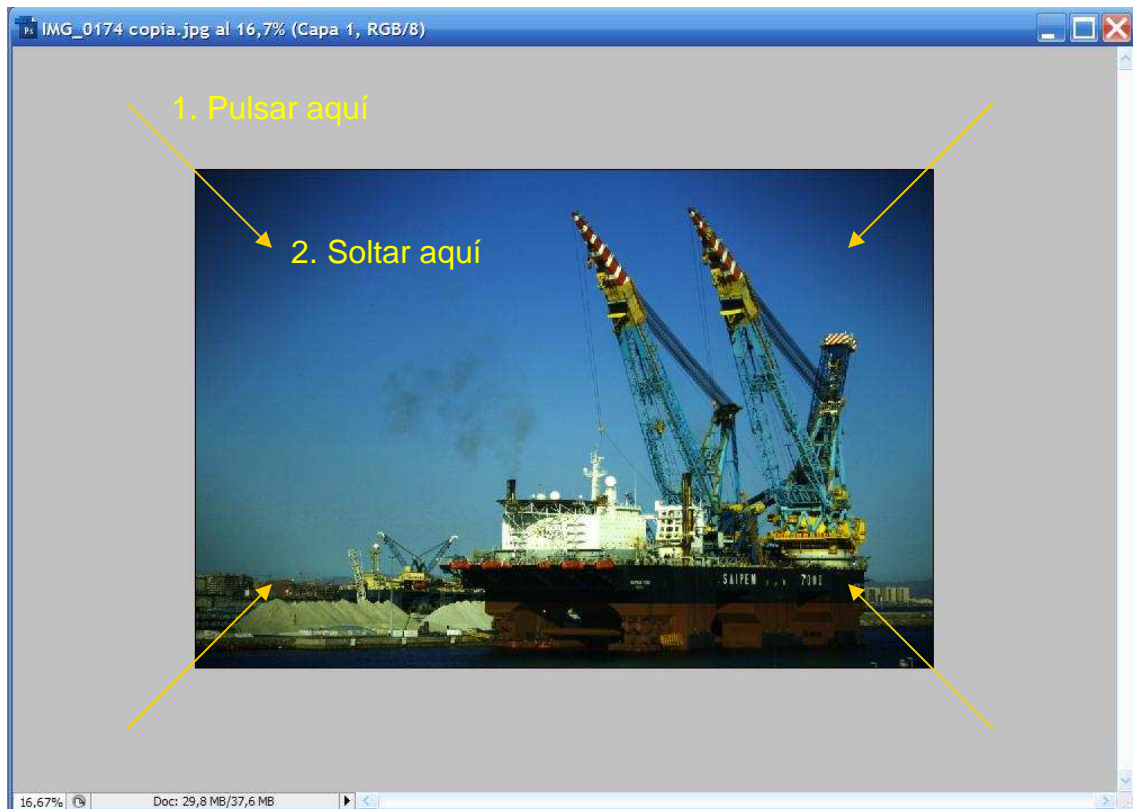 IMG_0174 copia.jpg al 16,7% (Capa 1, RGB/8)
1. Pulsar aquí
2. Soltar aquí
SAIPEM 7000
16,67%
Doc: 29,8 MB/37,6 MB